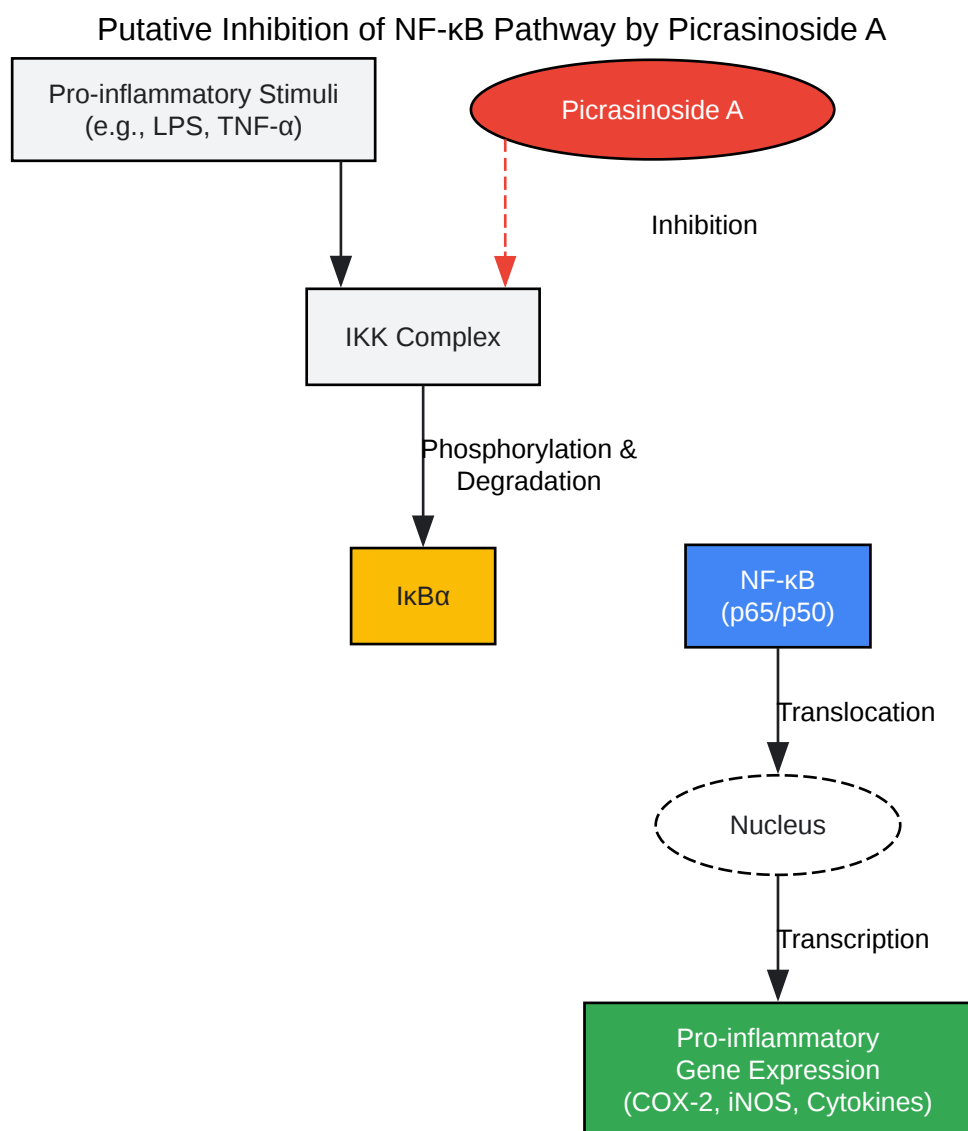 Putative Inhibition of NF-κB Pathway by Picrasinoside A
Pro-inflammatory Stimuli
(e.g., LPS, TNF-α)
Picrasinoside A
Inhibition
IKK Complex
Phosphorylation &
Degradation
IκBα
NF-κB
(p65/p50)
Translocation
Nucleus
Transcription
Pro-inflammatory
Gene Expression
(COX-2, iNOS, Cytokines)